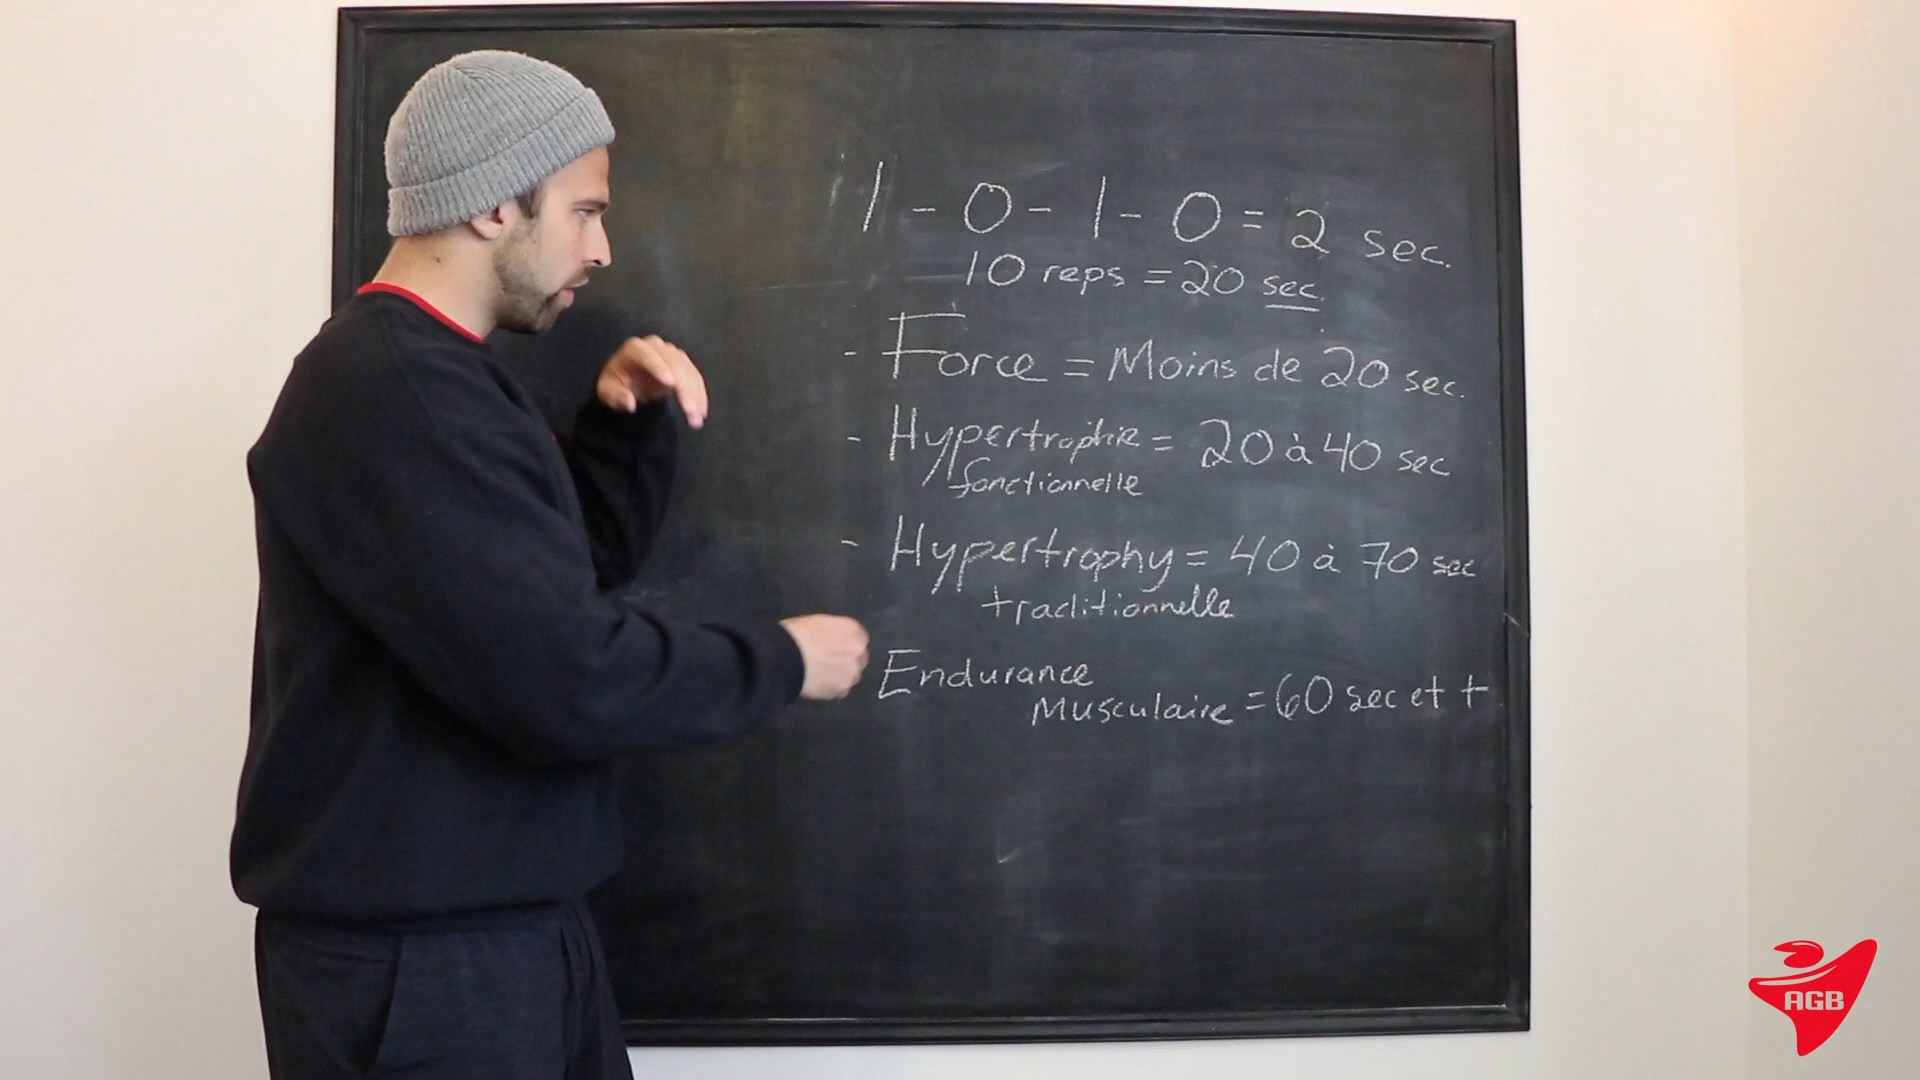 1 - 0 - 1 - 0 = 2 sec.
10 reps = 20 sec.
- Force = Moins de 20 sec.
- Hypertrophie = 20 à 40 sec
fonctionnelle
- Hypertrophy = 40 à 70 sec
traditionnelle
Endurance
Musculaire = 60 sec et +
AGB